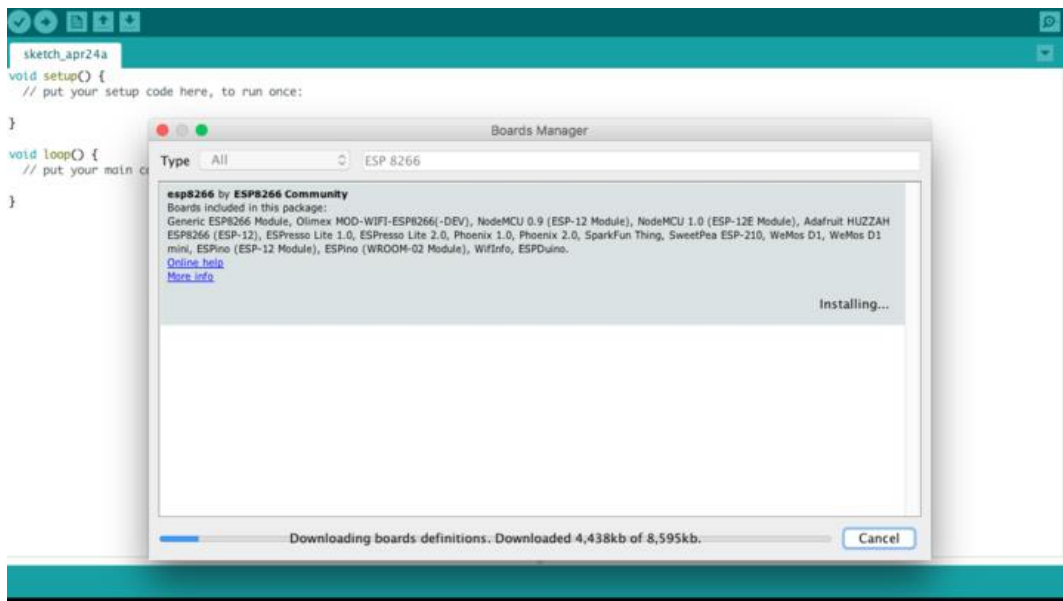 sketch_apr24a
void setup() {
// put your setup code here, to run once:
}
void loop() {
// put your main c
}
Boards Manager
Type All ESP 8266
esp8266 by ESP8266 Community
Boards included in this package:
Generic ESP8266 Module, Olimex MOD-WIFI-ESP8266(-DEV), NodeMCU 0.9 (ESP-12 Module), NodeMCU 1.0 (ESP-12E Module), Adafruit HUZZAH
ESP8266 (ESP-12), ESPresso Lite 1.0, ESPresso Lite 2.0, Phoenix 1.0, Phoenix 2.0, SparkFun Thing, SweetPea ESP-210, WeMos D1, WeMos D1
mini, ESPino (ESP-12 Module), ESPino (WROOM-02 Module), WifInfo, ESPDuino.
Online help
More info
Installing...
Downloading boards definitions. Downloaded 4,438kb of 8,595kb.
Cancel